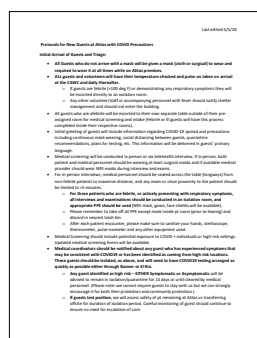 Last edited 5/5/20
Protocols for New Guests at Atlas with COVID Precautions
Initial Arrival of Guests and Triage:
• All Guests who do not arrive with a mask will be given a mask (cloth or surgical) to wear and
required to wear it at all times while on Atlas premises.
• ALL guests and volunteers will have their temperature checked and pulse ox taken on arrival
at the CAWC and daily thereafter.
o If guests are febrile (>100 deg F) or demonstrating any respiratory symptoms they will
be escorted directly to an isolation room.
o Any other volunteer/staff or accompanying person with fever should notify shelter
management and should not enter the building.
• All guests who are afebrile will be escorted to their own separate table outside of their pre-
assigned room for medical screening and intake (Febrile or ill guests will have this process
completed inside their respective rooms).
• Initial greeting of guests will include information regarding COVID-19 spread and precautions
including continuous mask wearing, social distancing between guests, quarantine
recommendations, plans for testing, etc. This information will be delivered in guests' primary
language.
• Medical screening will be conducted in person or via telehealth interview. If in person, both
patient and medical personnel should be wearing at least surgical masks, and if available medical
provider should wear N95 masks during interview and exams.
• For in-person interviews, medical personnel should be seated across the table (longways) from
non-febrile patients to maximize distance, and any exam or close proximity to the patient should
be limited to <5 minutes.
o For those patients who are febrile, or actively presenting with respiratory symptoms,
all interviews and examinations should be conducted in an isolation room, and
appropriate PPE should be used (N95 mask, gown, face shields will be available).
o Please remember to take off all PPE except mask inside pt room (prior to leaving) and
discard in nearest trash bin.
o After each patient encounter, please make sure to sanitize your hands, stethoscope,
thermometer, pulse-oximeter and any other equipment used.
• Medical Screening should include potential exposure to COVID + individuals or high-risk settings.
Updated medical screening forms will be available.
• Medical coordinators should be notified about any guest who has experienced symptoms that
may be consistent with COVID19 or has been identified as coming from high-risk locations.
These guests should be isolated, as above, and will need to have COVID19 testing arranged as
quickly as possible either through Banner or El Rio.
o Any guest identified as high risk – EITHER Symptomatic or Asymptomatic will be
advised to remain in isolation/quarantine for 14 days or until cleared by medical
personnel. (Please note: we cannot require guests to stay with us but we can strongly
encourage it for both their protection and community protection.)
o If guests test positive, we will assess safety of pt remaining at Atlas vs transferring
offsite for duration of isolation period. Careful monitoring of guest should continue to
ensure no need for escalation of care.